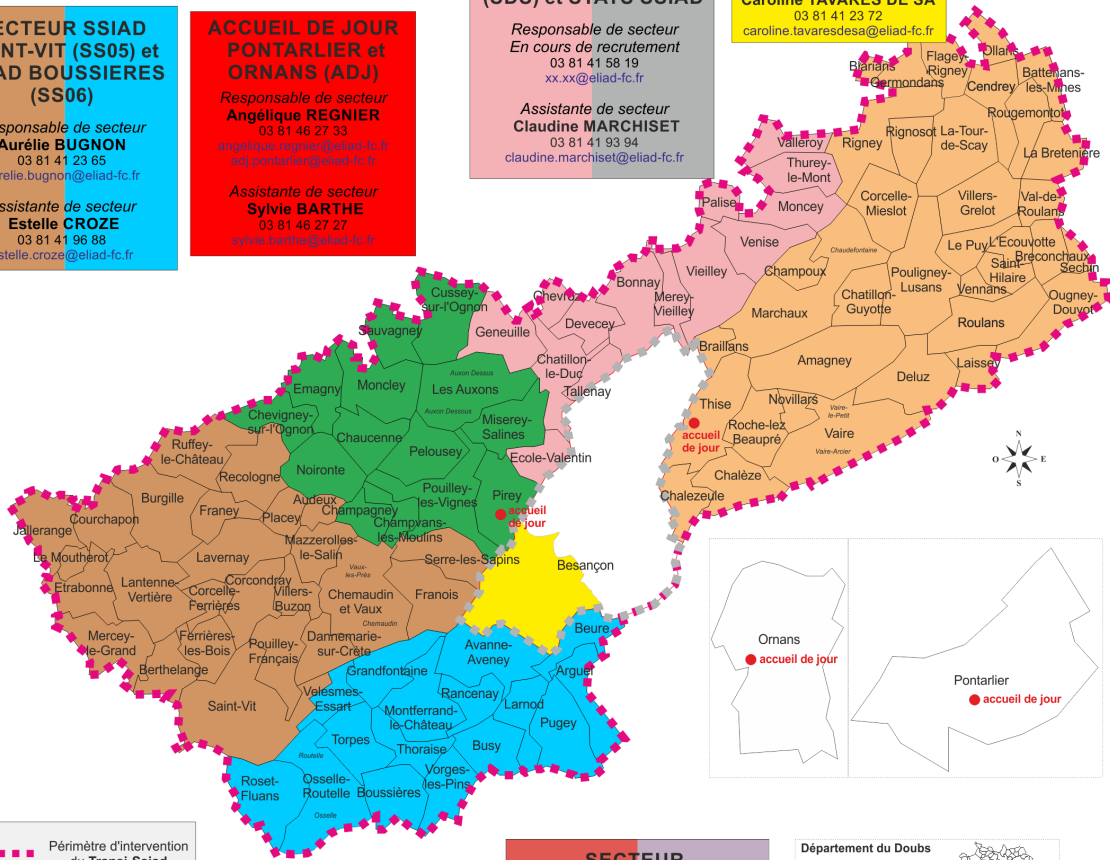 ECTEUR SSIAD
NT-VIT (SS05) et
AD BOUSSIERES
(SS06)
sponsable de secteur
Aurélie BUGNON
03 81 41 23 65
relie.bugnon@eliad-fc.fr
ssistante de secteur
Estelle CROZE
03 81 41 96 88
stelle.croze@eliad-fc.fr
ACCUEIL DE JOUR
PONTARLIER et
ORNANS (ADJ)
Responsable de secteur
Angélique REGNIER
03 81 46 27 33
angelique.regnier@eliad-fc.fr
adj.pontarlier@eliad-fc.fr
Assistante de secteur
Sylvie BARTHE
03 81 46 27 27
sylvie.barthe@eliad-fc.fr
Responsable de secteur
En cours de recrutement
03 81 41 58 19
xx.xx@eliad-fc.fr
Assistante de secteur
Claudine MARCHISET
03 81 41 93 94
claudine.marchiset@eliad-fc.fr
Caroline TAVARES DE SA
03 81 41 23 72
caroline.tavaresdesa@eliad-fc.fr
Blarians
Germondans
Flagey-
Rigney
Ollans
Cendrey
Battenans-
les-Mines
Rougemontot
Rignosot
La-Tour-
de-Scay
La Bretenière
Valleroy
Rigney
Thurey-
le-Mont
Palise
Moncey
Corcelle-
Mieslot
Villers-
Grelot
Val-de-
Roulans
Venise
Chaudefontaine
Le Puy
L'Ecouvotte
Breconchaux
Saint-
Hilaire
Sechin
Vieilley
Champoux
Bonnay
Merey-
Vieilley
Pouligney-
Lusans
Vennans
Chatillon-
Guyotte
Ougney-
Douvot
Marchaux
Roulans
Cussey-
sur-l'Ognon
Chevroz
Devecey
Geneuille
Sauvagney
Braillans
Amagney
Laissey
Chatillon-
le-Duc
Tallenay
Deluz
Emagny
Moncley
Auxon Dessus
Les Auxons
Auxon Dessous
Thise
Novillars
Vaire-
le-Petit
accueil
de jour
Roche-lez
Beaupré
Vaire
Vaire-Arcier
Chevigney-
sur-l'Ognon
Miserey-
Salines
Chaucenne
Pelousey
Ecole-Valentin
Ruffey-
le-Château
Recologne
Noironte
Chalèze
Chalezeule
N
O
E
S
Burgille
Franey
Placey
Audeux
Champagney
Pouilley-
les-Vignes
Pirey
accueil
de jour
Champvans-
les-Moulins
Courchapon
Jallerange
Mazzerolles-
le-Salin
Serre-les-Sapins
Besançon
Le Moutherot
Lavernay
Vaux-
les-Près
Etrabonne
Lantenne-
Vertière
Corcondray
Corcelle-
Ferrières
Villers-
Buzon
Chemaudin
et Vaux
Chemaudin
Franois
Mercey-
le-Grand
Ferrières-
les-Bois
Pouilley-
Français
Dannemarie-
sur-Crète
Beure
Avanne-
Aveney
Berthelange
Grandfontaine
Arguel
Saint-Vit
Velesmes-
Essart
Rancenay
Larnod
Montferrand-
le-Château
Pugey
Torpes
Thoraise
Busy
Routelle
Roset-
Fluans
Osselle-
Routelle
Boussières
Vorges-
les-Pins
Osselle
Ornans
accueil de jour
Pontarlier
accueil de jour
Périmètre d'intervention
SECTEUR
Département du Doubs